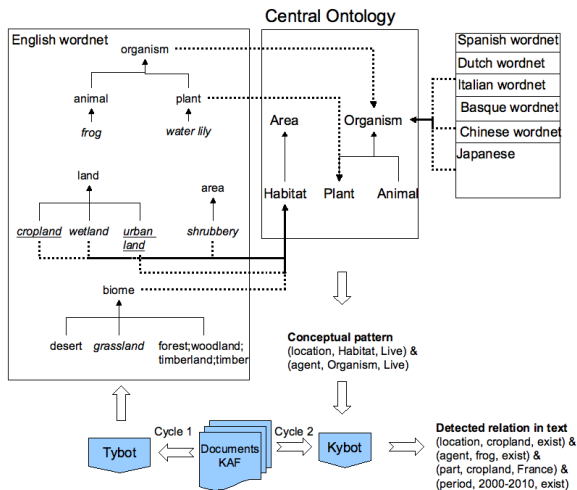 Central Ontology
English wordnet
organism
animal
plant
frog
water lily
land
area
cropland
wetland
urban
land
shrubbery
biome
desert
grassland
forest;woodland;
timberland;timber
Area
Organism
Habitat
Plant
Animal
Spanish wordnet
Dutch wordnet
Italian wordnet
Basque wordnet
Chinese wordnet
Japanese
Conceptual pattern
(location, Habitat, Live) &
(agent, Organism, Live)
Tybot
Cycle 1
Documents
KAF
Cycle 2
Kybot
Detected relation in text
(location, cropland, exist) &
(agent, frog, exist) &
(part, cropland, France) &
(period, 2000-2010, exist)